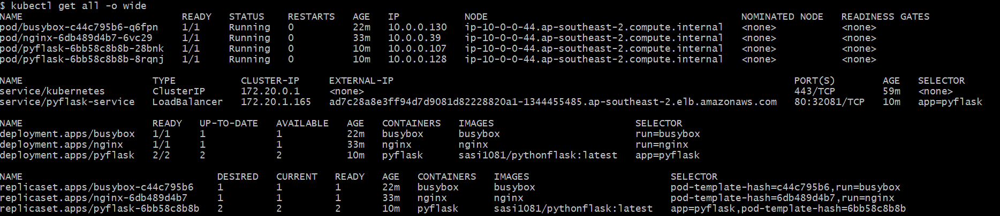 $ kubectl get all -o wide
NAME                           READY   STATUS    RESTARTS   AGE   IP           NODE                                           NOMINATED NODE   READINESS GATES
pod/busybox-c44c795b6-q6fpn    1/1     Running   0          22m   10.0.0.130   ip-10-0-0-44.ap-southeast-2.compute.internal   <none>           <none>
pod/nginx-6db489d4b7-6vc29     1/1     Running   0          33m   10.0.0.39    ip-10-0-0-44.ap-southeast-2.compute.internal   <none>           <none>
pod/pyflask-6bb58c8b8b-28bnk   1/1     Running   0          10m   10.0.0.107   ip-10-0-0-44.ap-southeast-2.compute.internal   <none>           <none>
pod/pyflask-6bb58c8b8b-8rqnj   1/1     Running   0          10m   10.0.0.128   ip-10-0-0-44.ap-southeast-2.compute.internal   <none>           <none>
NAME                      TYPE           CLUSTER-IP     EXTERNAL-IP                                                                    PORT(S)        AGE   SELECTOR
service/kubernetes        ClusterIP      172.20.0.1     <none>                                                                         443/TCP        59m   <none>
service/pyflask-service   LoadBalancer   172.20.1.165   ad7c28a8e3ff94d7d9081d82228820a1-1344455485.ap-southeast-2.elb.amazonaws.com   80:32081/TCP   10m   app=pyflask
NAME                      READY   UP-TO-DATE   AVAILABLE   AGE   CONTAINERS   IMAGES                        SELECTOR
deployment.apps/busybox   1/1     1            1           22m   busybox      busybox                       run=busybox
deployment.apps/nginx     1/1     1            1           33m   nginx        nginx                         run=nginx
deployment.apps/pyflask   2/2     2            2           10m   pyflask      sasi1081/pythonflask:latest   app=pyflask
NAME                                 DESIRED   CURRENT   READY   AGE   CONTAINERS   IMAGES                        SELECTOR
replicaset.apps/busybox-c44c795b6    1         1         1       22m   busybox      busybox                       pod-template-hash=c44c795b6,run=busybox
replicaset.apps/nginx-6db489d4b7     1         1         1       33m   nginx        nginx                         pod-template-hash=6db489d4b7,run=nginx
replicaset.apps/pyflask-6bb58c8b8b   2         2         2       10m   pyflask      sasi1081/pythonflask:latest   app=pyflask,pod-template-hash=6bb58c8b8b